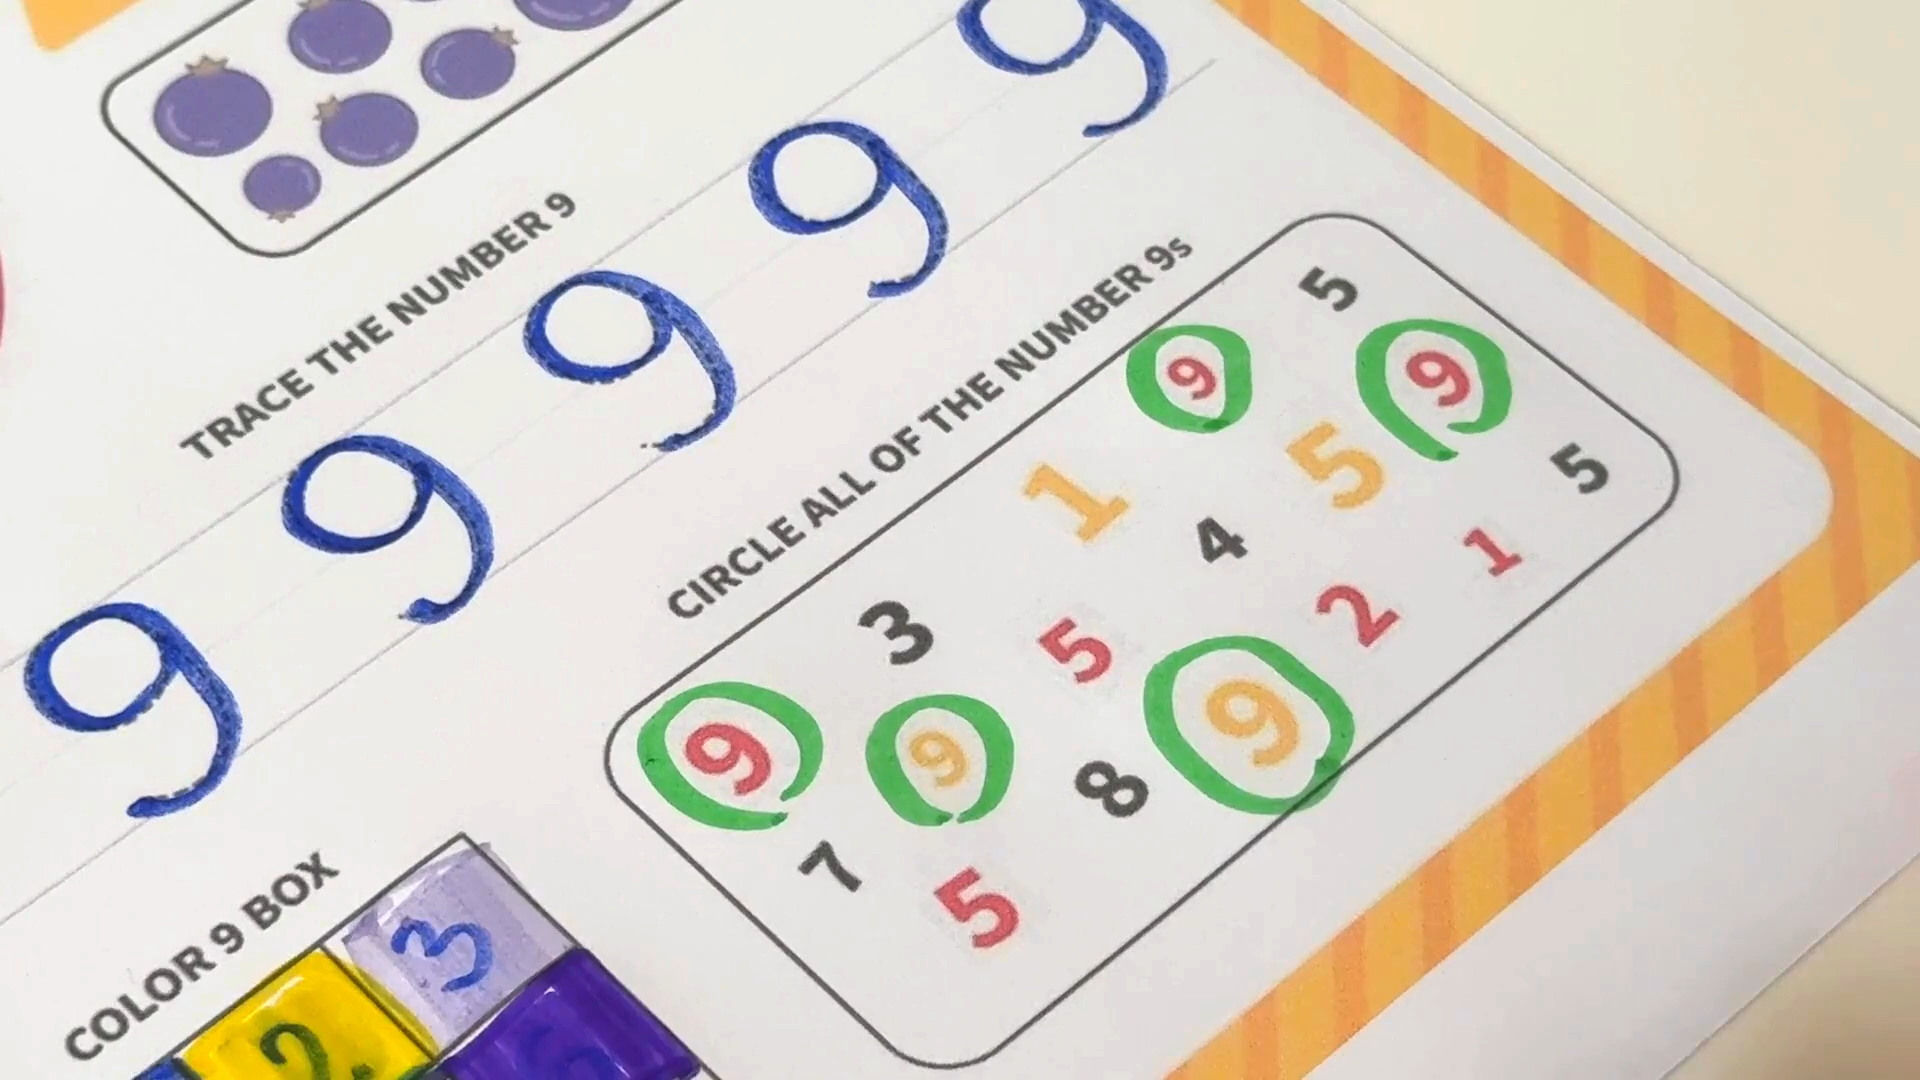 TRACE THE NUMBER 9
9 9 9 9 9
CIRCLE ALL OF THE NUMBER 9s
5
9 9
1 5 5
4
3 5 2 1
9 9 9
7 8
5
COLOR 9 BOX
3
2